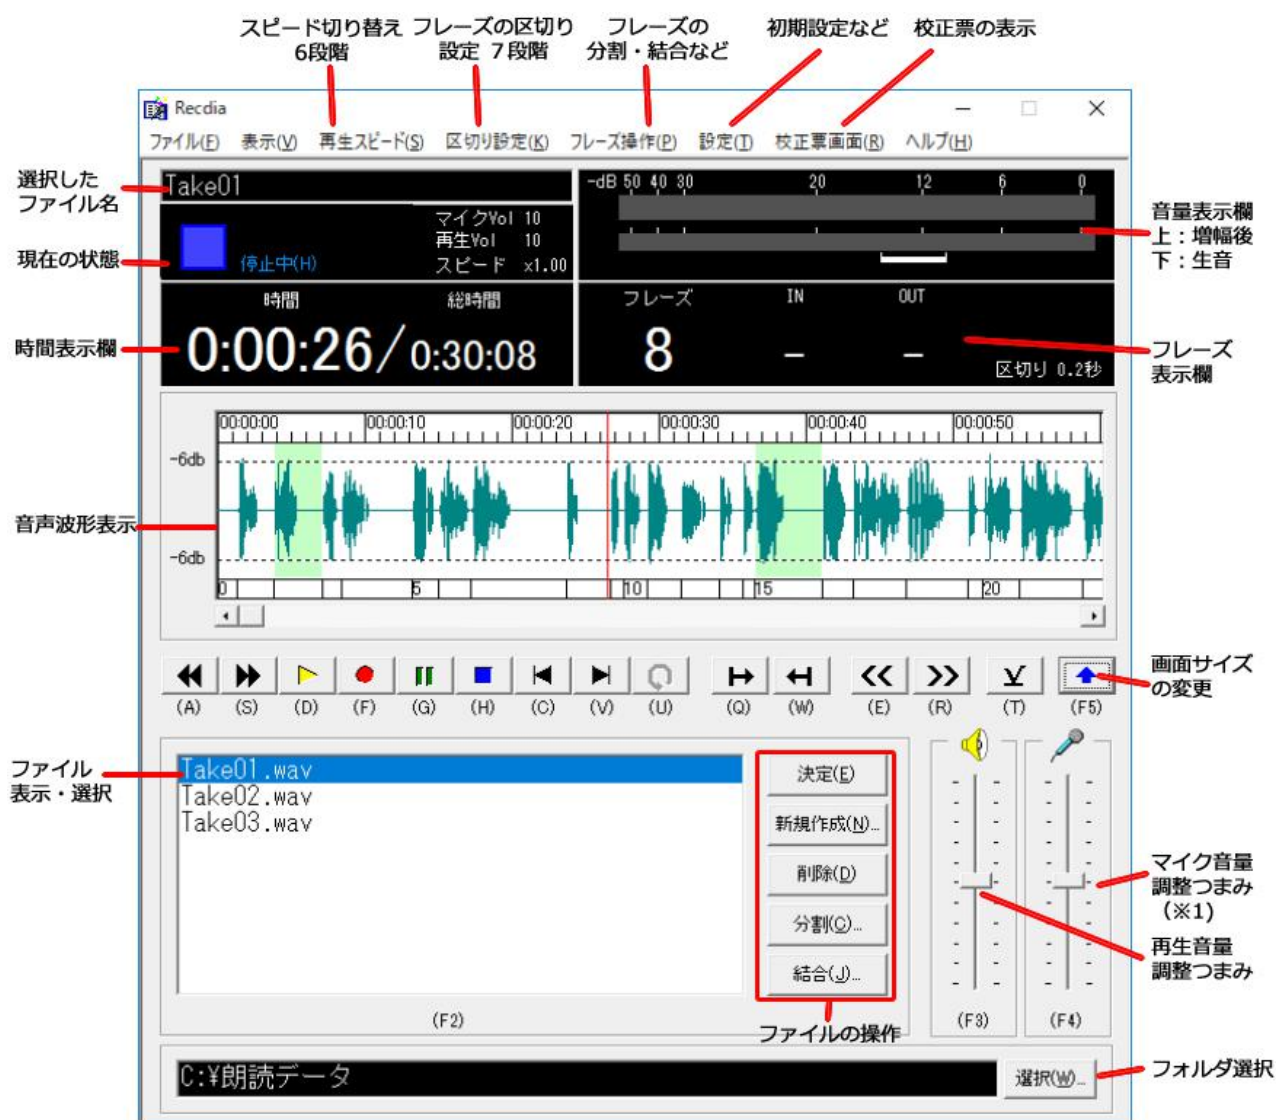 スピード切り替え
6段階
フレーズの区切り
設定 7段階
フレーズの
分割・結合など
初期設定など
校正票の表示
Recdia
ファイル(F) 表示(V) 再生スピード(S) 区切り設定(K) フレーズ操作(P) 設定(T) 校正票画面(R) ヘルプ(H)
選択した
ファイル名
Take01
-dB 50 40 30 20 12 6 0
音量表示欄
上：増幅後
下：生音
現在の状態
停止中(H)
マイクVol 10
再生Vol 10
スピード ×1.00
時間 総時間
時間表示欄
0:00:26/0:30:08
フレーズ IN OUT
8 − −
区切り 0.2秒
フレーズ
表示欄
00:00:00 00:00:10 00:00:20 00:00:30 00:00:40 00:00:50
-6db
音声波形表示
-6db
0 5 10 15 20
画面サイズ
の変更
(A) (S) (D) (F) (G) (H) (C) (V) (U) (Q) (W) (E) (R) (T) (F5)
ファイル
表示・選択
Take01.wav
Take02.wav
Take03.wav
決定(E)
新規作成(N)...
削除(D)
分割(C)...
結合(J)...
マイク音量
調整つまみ
（※1)
再生音量
調整つまみ
(F2)
(F3)
(F4)
ファイルの操作
C:¥朗読データ
選択(W)...
フォルダ選択